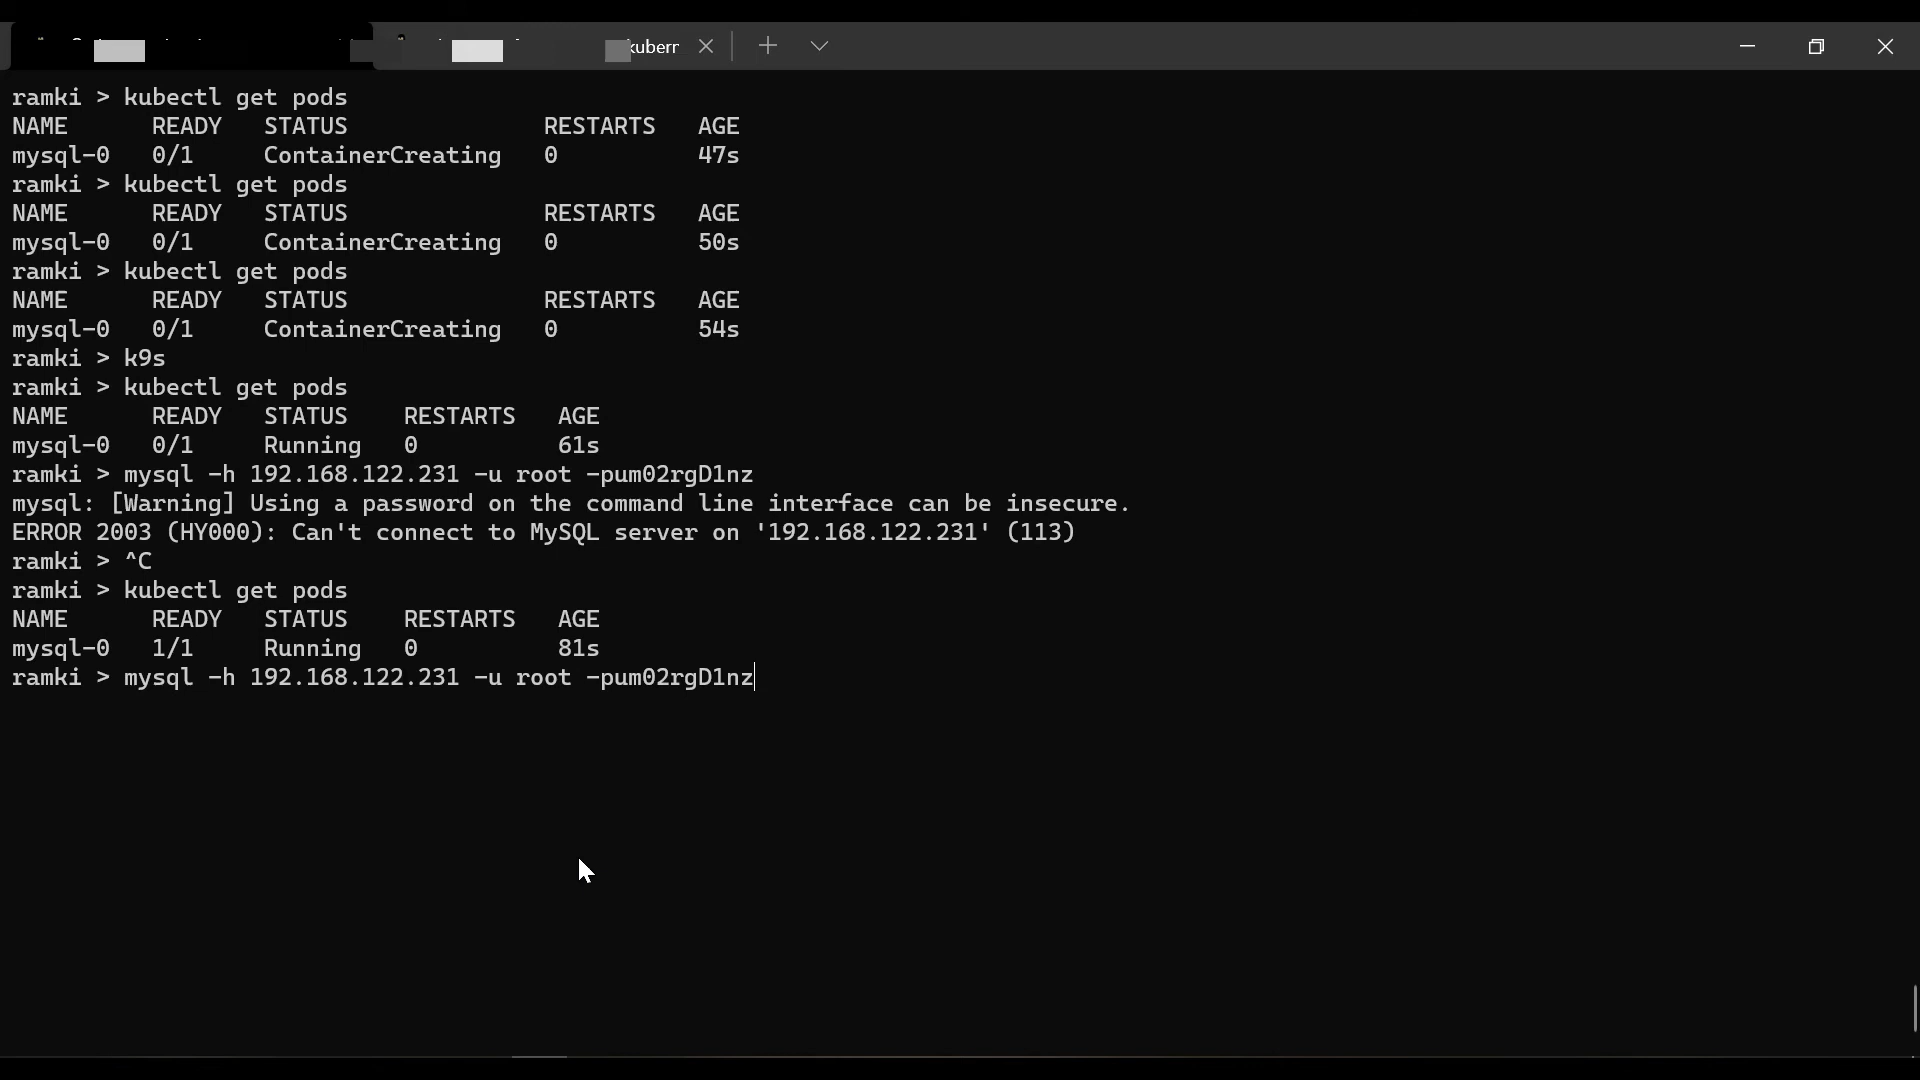 kubern
ramki > kubectl get pods
NAME      READY   STATUS              RESTARTS   AGE
mysql-0   0/1     ContainerCreating   0          47s
ramki > kubectl get pods
NAME      READY   STATUS              RESTARTS   AGE
mysql-0   0/1     ContainerCreating   0          50s
ramki > kubectl get pods
NAME      READY   STATUS              RESTARTS   AGE
mysql-0   0/1     ContainerCreating   0          54s
ramki > k9s
ramki > kubectl get pods
NAME      READY   STATUS    RESTARTS   AGE
mysql-0   0/1     Running   0          61s
ramki > mysql -h 192.168.122.231 -u root -pum02rgD1nz
mysql: [Warning] Using a password on the command line interface can be insecure.
ERROR 2003 (HY000): Can't connect to MySQL server on '192.168.122.231' (113)
ramki > ^C
ramki > kubectl get pods
NAME      READY   STATUS    RESTARTS   AGE
mysql-0   1/1     Running   0          81s
ramki > mysql -h 192.168.122.231 -u root -pum02rgD1nz